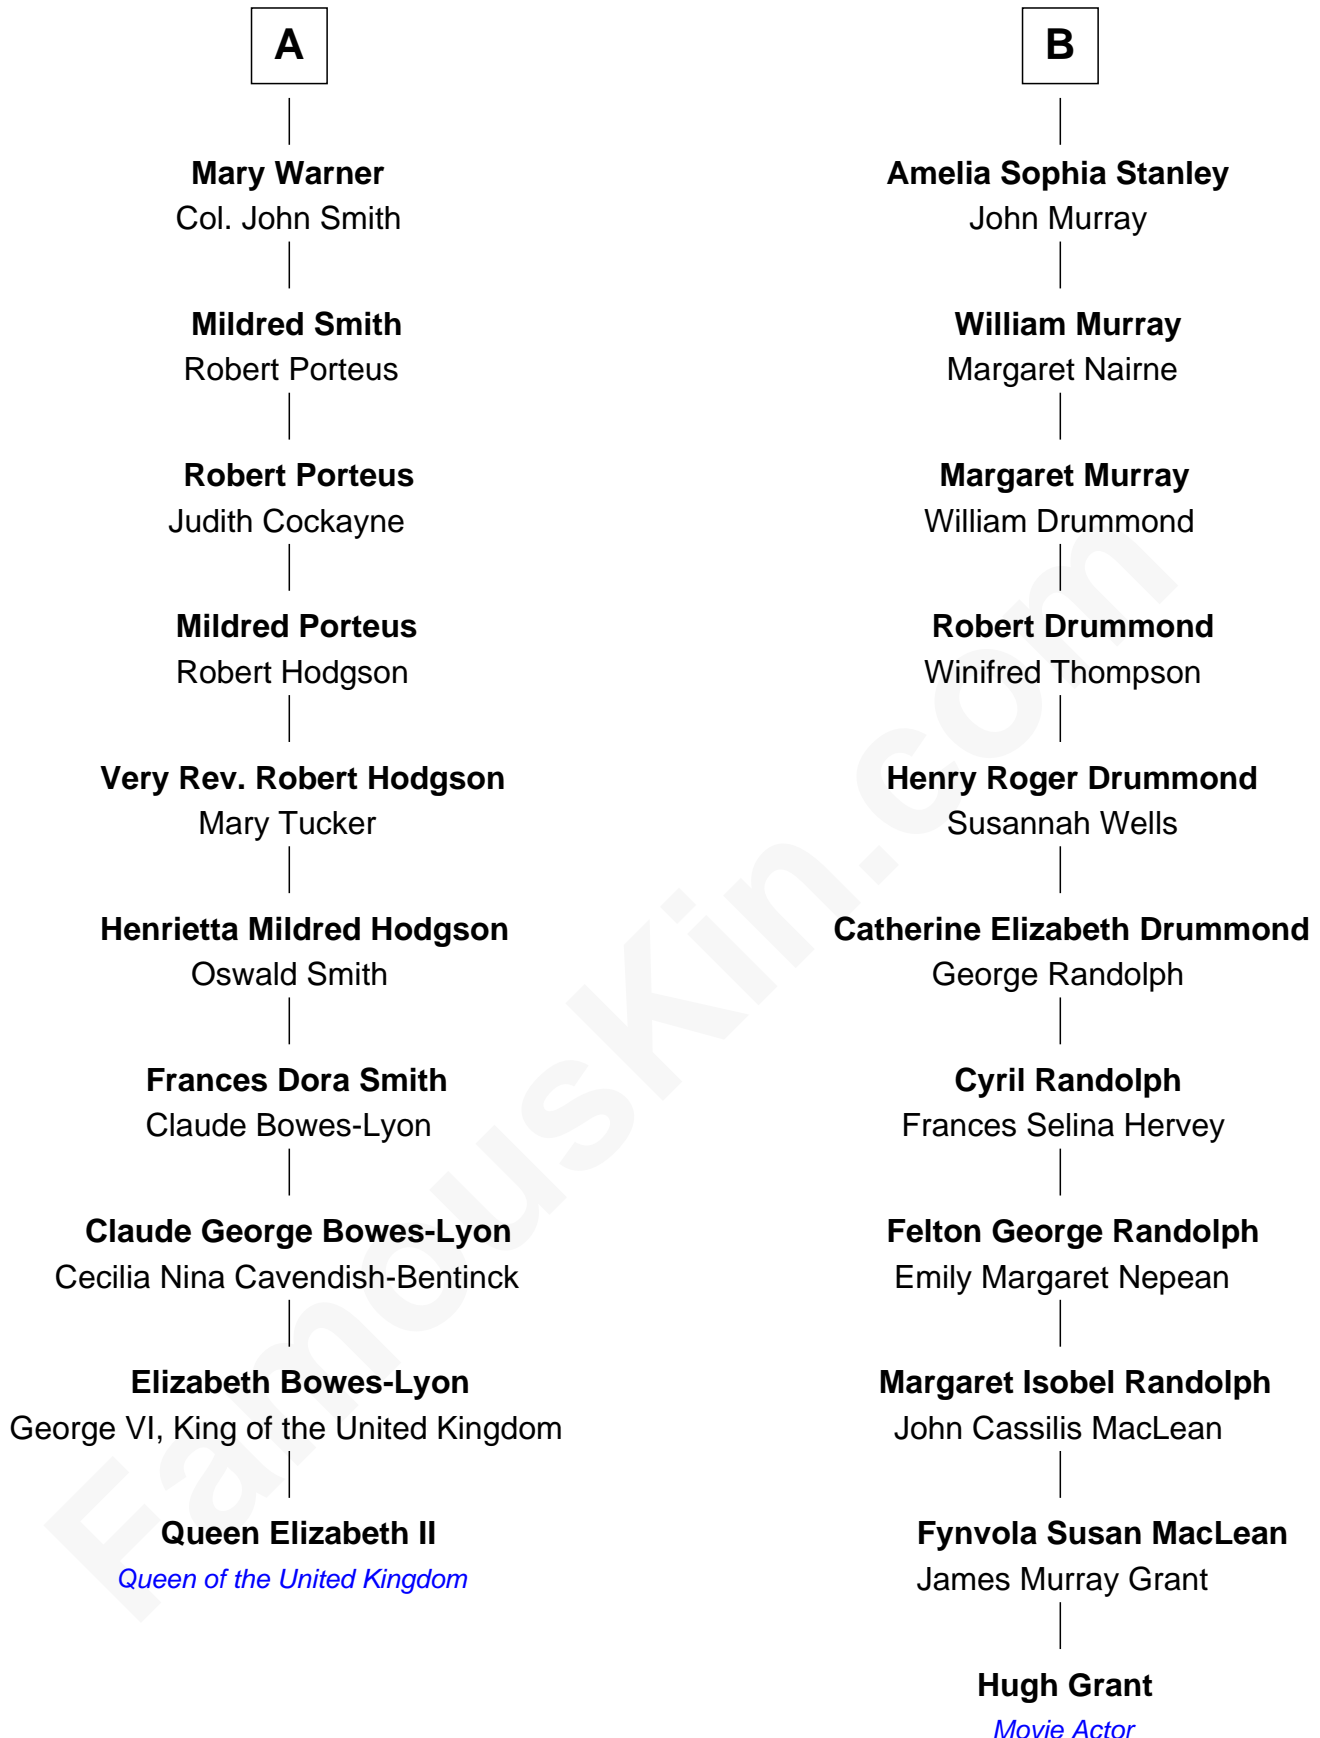 A
Mary Warner
Col. John Smith
Mildred Smith
Robert Porteus
Robert Porteus
Judith Cockayne
Mildred Porteus
Robert Hodgson
Very Rev. Robert Hodgson
Mary Tucker
Henrietta Mildred Hodgson
Oswald Smith
Frances Dora Smith
Claude Bowes-Lyon
Claude George Bowes-Lyon
Cecilia Nina Cavendish-Bentinck
Elizabeth Bowes-Lyon
George VI, King of the United Kingdom
Queen Elizabeth II
Queen of the United Kingdom
B
Amelia Sophia Stanley
John Murray
William Murray
Margaret Nairne
Margaret Murray
William Drummond
Robert Drummond
Winifred Thompson
Henry Roger Drummond
Susannah Wells
Catherine Elizabeth Drummond
George Randolph
Cyril Randolph
Frances Selina Hervey
Felton George Randolph
Emily Margaret Nepean
Margaret Isobel Randolph
John Cassilis MacLean
Fynvola Susan MacLean
James Murray Grant
Hugh Grant
Movie Actor
FamousKin.com